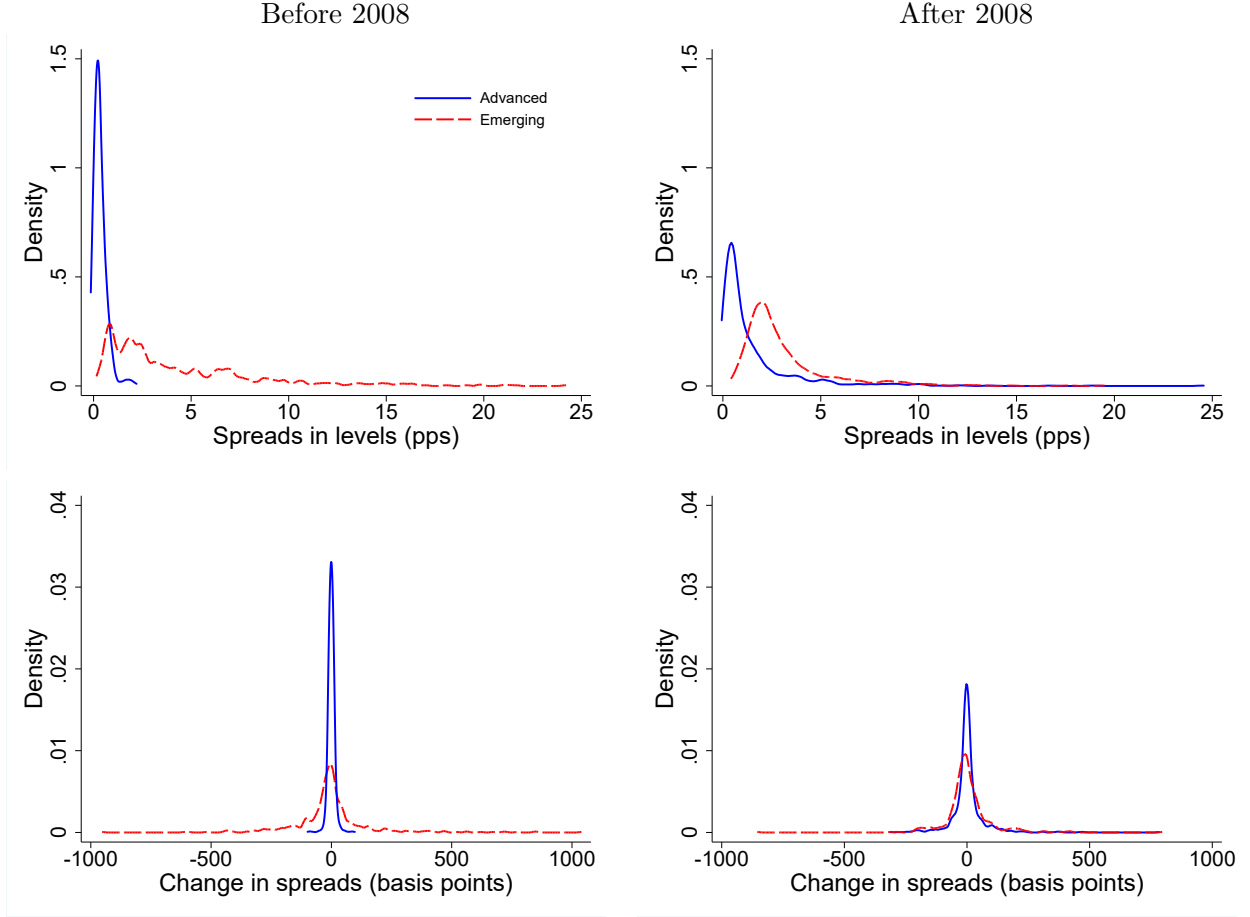 Before 2008
After 2008
1.5
1
.5
0
Density
Advanced
Emerging
0 5 10 15 20 25
Spreads in levels (pps)
1.5
1
.5
0
Density
0 5 10 15 20 25
Spreads in levels (pps)
.04
.03
.02
.01
0
Density
-1000 -500 0 500 1000
Change in spreads (basis points)
.04
.03
.02
.01
0
Density
-1000 -500 0 500 1000
Change in spreads (basis points)